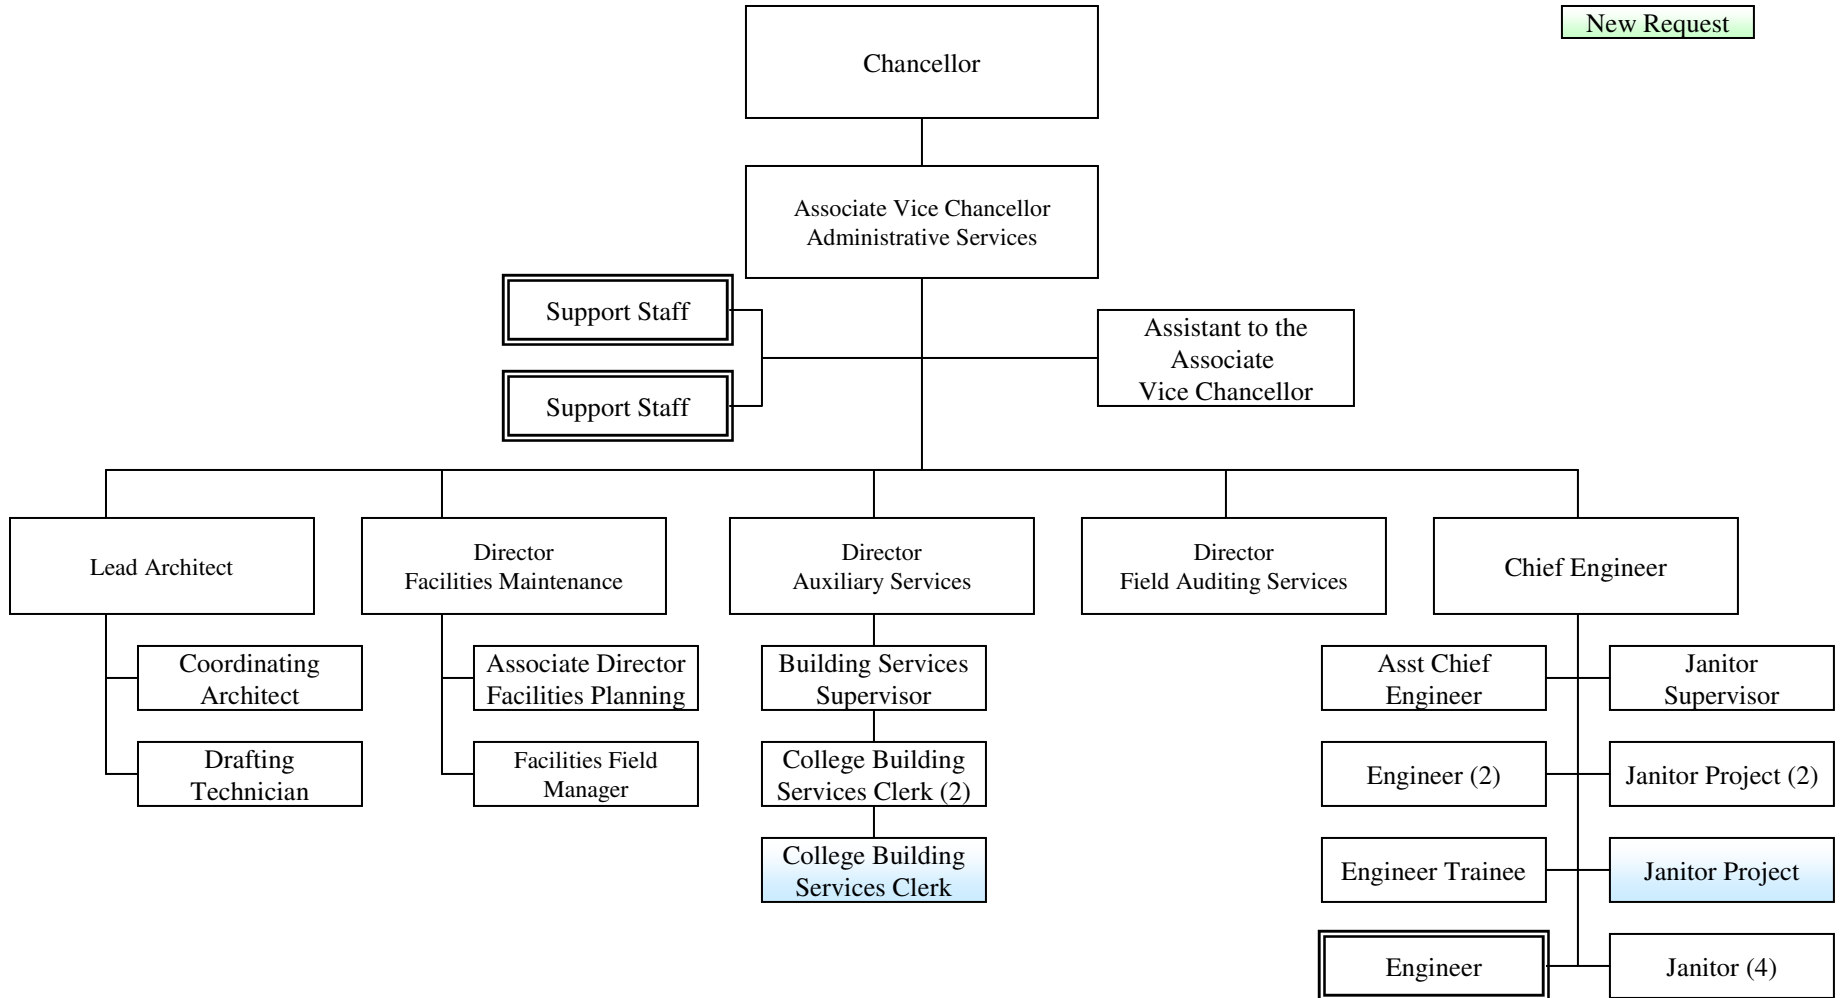 New Request
Chancellor
Associate Vice Chancellor
Administrative Services
Support Staff
Support Staff
Assistant to the
Associate
Vice Chancellor
Lead Architect
Director
Facilities Maintenance
Director
Auxiliary Services
Director
Field Auditing Services
Chief Engineer
Coordinating
Architect
Drafting
Technician
Associate Director
Facilities Planning
Facilities Field
Manager
Building Services
Supervisor
College Building
Services Clerk (2)
College Building
Services Clerk
Asst Chief
Engineer
Janitor
Supervisor
Engineer (2)
Janitor Project (2)
Engineer Trainee
Janitor Project
Engineer
Janitor (4)